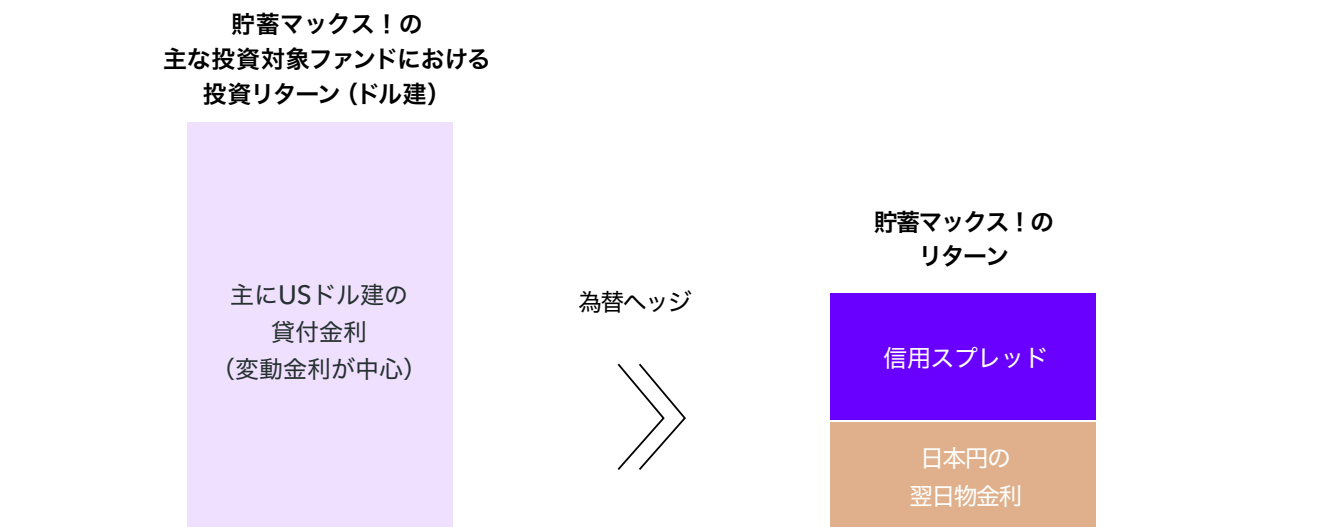 貯蓄マックス！の
主な投資対象ファンドにおける
投資リターン（ドル建）
主にUSドル建の
貸付金利
（変動金利が中心）
為替ヘッジ
貯蓄マックス！の
リターン
信用スプレッド
日本円の
翌日物金利